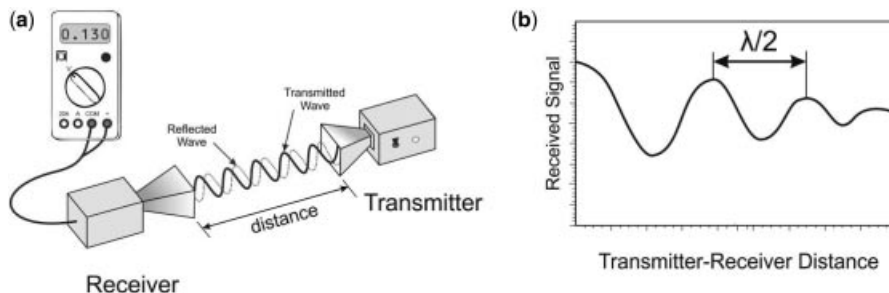 (a)
0.130
V
20A A COM +
Transmitted
Wave
Reflected
Wave
distance
Transmitter
Receiver
(b)
λ/2
Received Signal
Transmitter-Receiver Distance